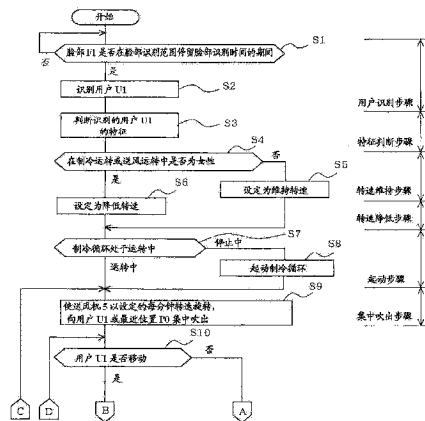 开始
S1
脸部F1是否在脸部识别范围停留脸部识别时间的期间
否
是
识别用户U1
S2
用户识别步骤
判断识别的用户U1
的特征
S3
特征判断步骤
S4
在制冷运转或送风运转中是否为女性
否
是
S5
设定为维持转速
转速维持步骤
S6
设定为降低转速
转速降低步骤
S7
制冷循环处于运转中
停止中
运转中
S8
起动制冷循环
起动步骤
S9
使送风机5以设定的每分钟转速旋转,
向用户U1或最近位置P0集中吹出
集中吹出步骤
S10
用户U1是否移动
否
是
C
D
B
A